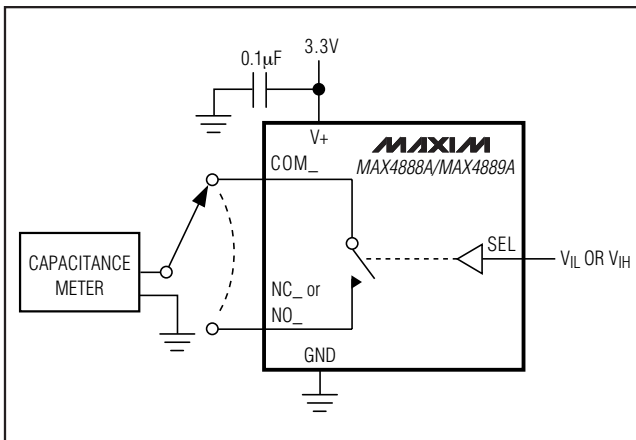 3.3V
0.1μF
V+
MAXIM
MAX4888A/MAX4889A
COM_
SEL
VIL OR VIH
CAPACITANCE
METER
NC_ or
NO_
GND